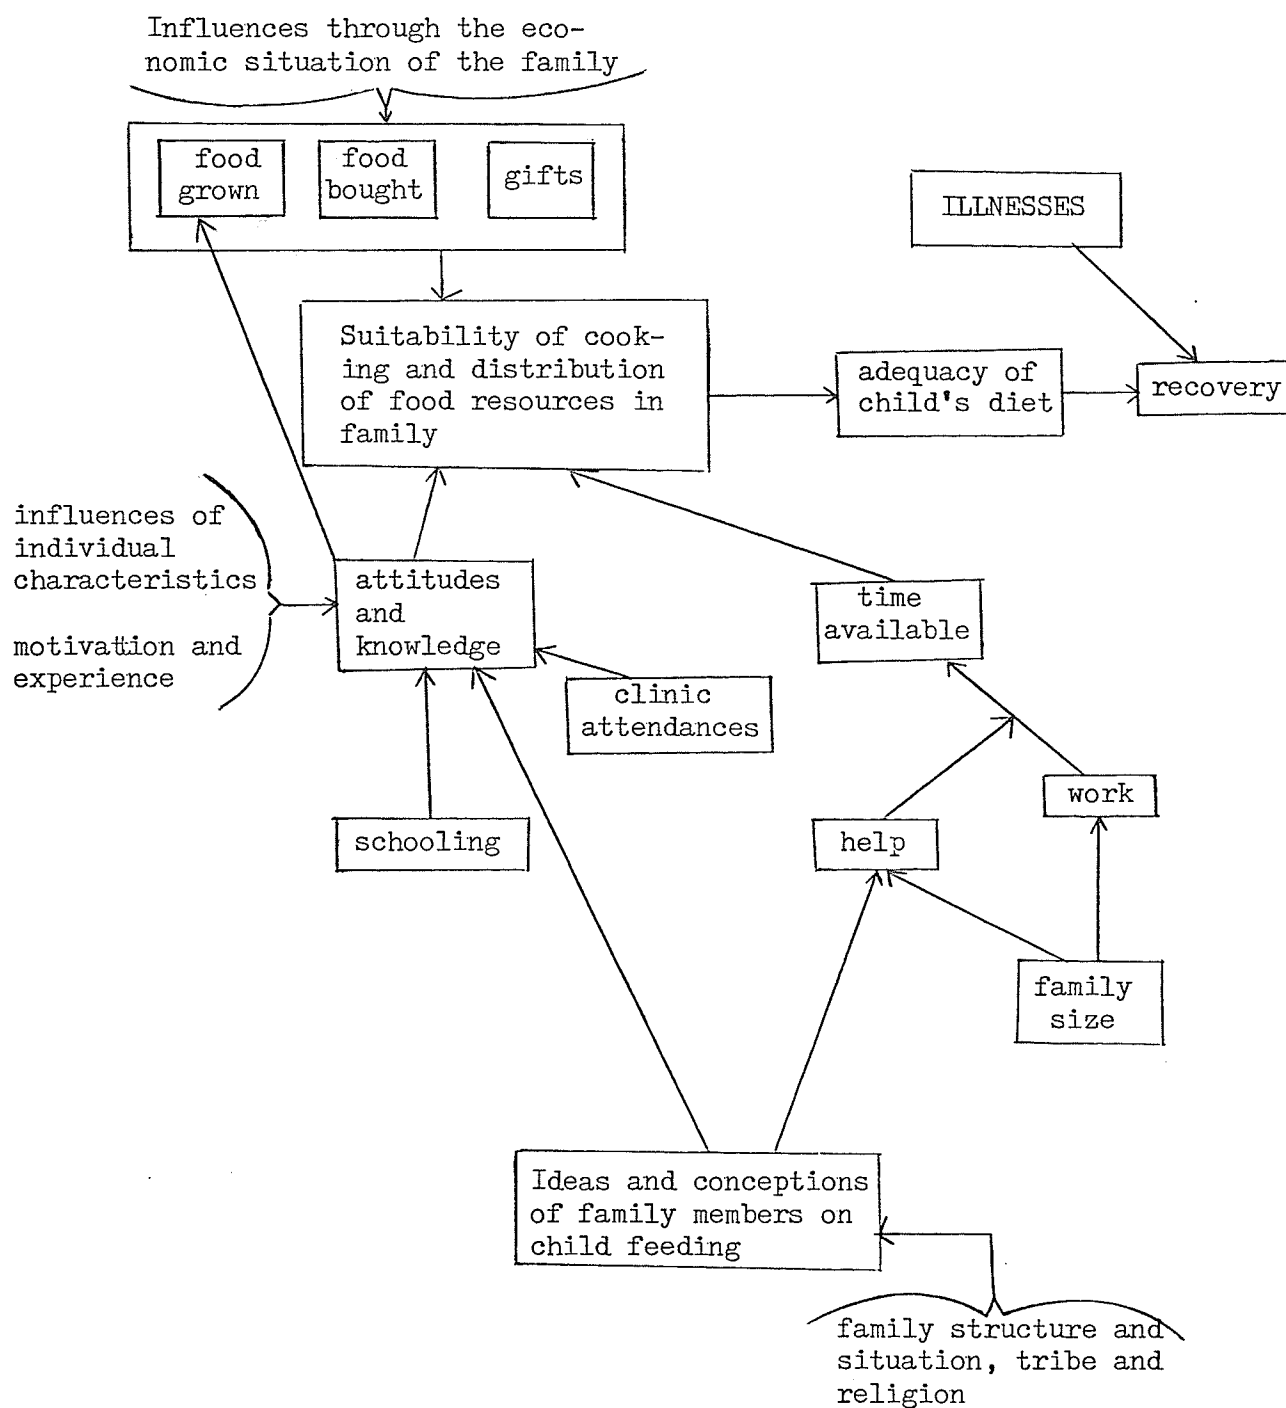 Influences through the eco-
nomic situation of the family
food
grown
food
bought
gifts
ILLNESSES
Suitability of cook-
ing and distribution
of food resources in
family
adequacy of
child's diet
recovery
influences of
individual
characteristics
motivation and
experience
attitudes
and
knowledge
time
available
clinic
attendances
work
schooling
help
family
size
Ideas and conceptions
of family members on
child feeding
family structure and
situation, tribe and
religion